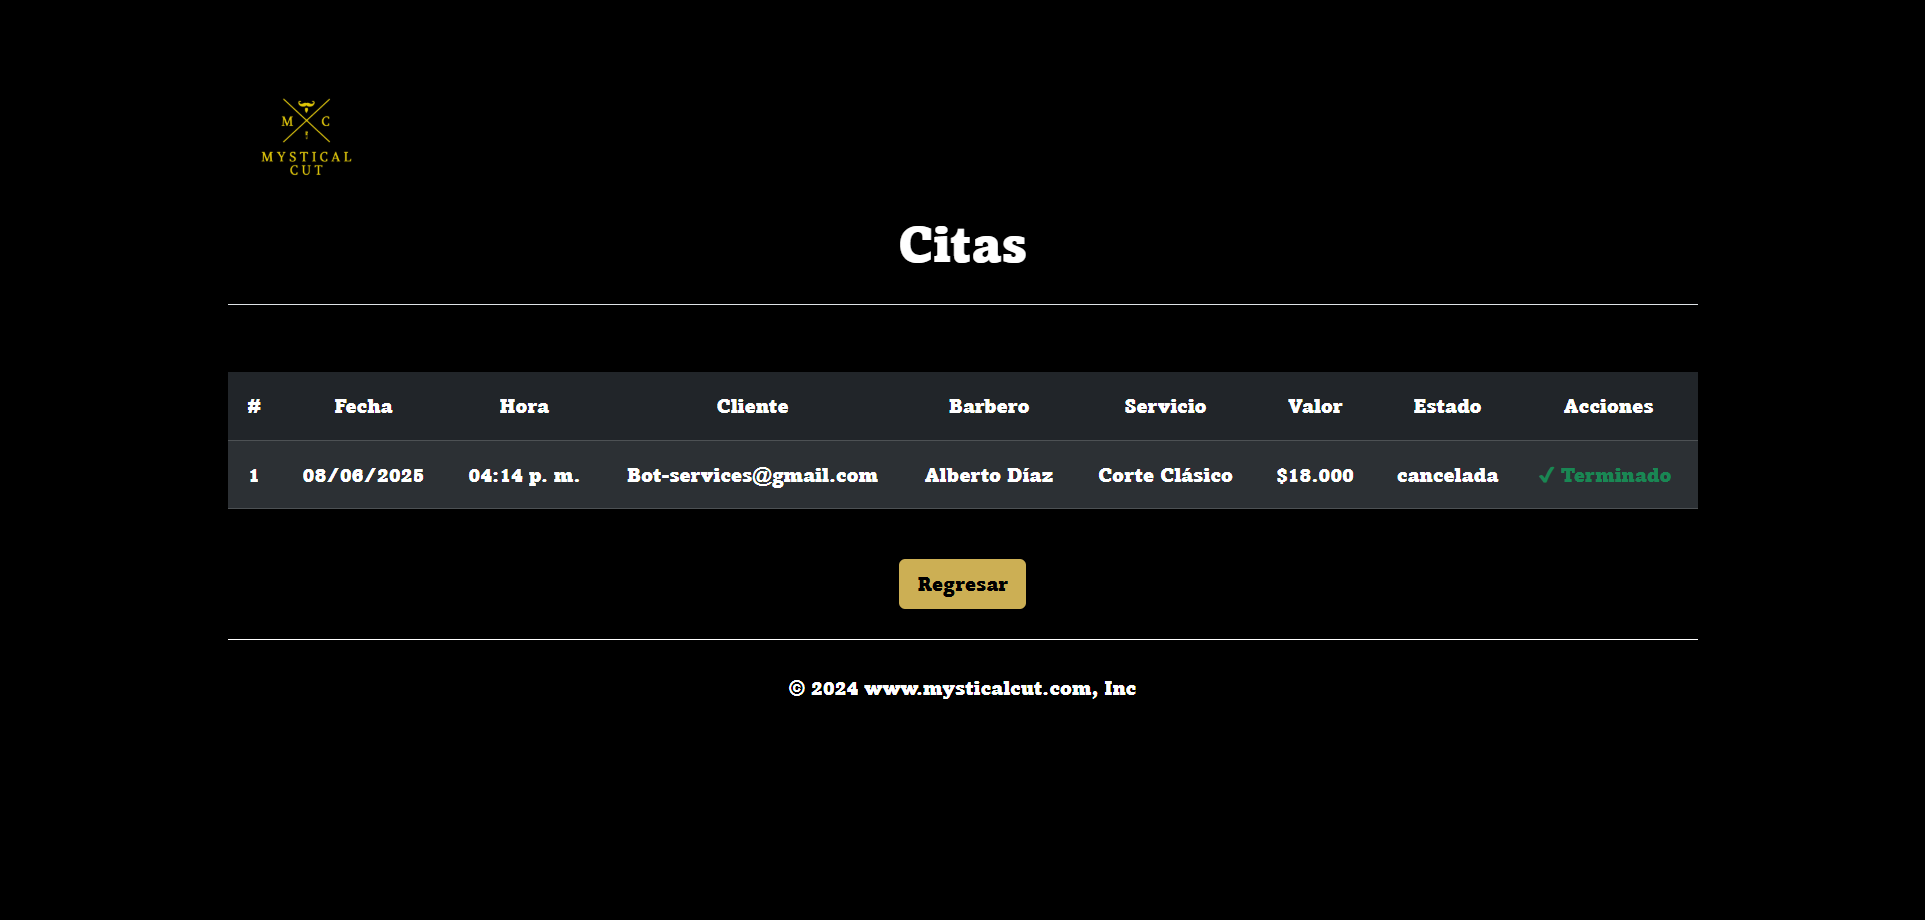 M C
MYSTICAL
CUT
Citas
# Fecha Hora Cliente Barbero Servicio Valor Estado Acciones
1 08/06/2025 04:14 p. m. Bot-services@gmail.com Alberto Díaz Corte Clásico $18.000 cancelada ✓ Terminado
Regresar
© 2024 www.mysticalcut.com, Inc